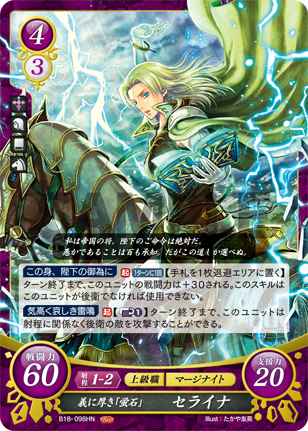 4
3
私は帝国の将。陛下のご命令は絶対だ。
愚かであることは百も承知。だがこの道しか選べぬ。
この身、陛下の御為に 起 1ターンに1回 【手札を1枚退避エリアに置く】
ターン終了まで、このユニットの戦闘力は+30される。このスキルは
このユニットが後衛でなければ使用できない。
気高く哀しき雷鳴 起 【1】 ターン終了まで、このユニットは
射程に関係なく後衛の敵を攻撃することができる。
戦闘力
60
射程 1-2 上級職 マージナイト
支援力
20
義に厚き「蛍石」 セライナ
B18-098HN
Illust:たかや友英